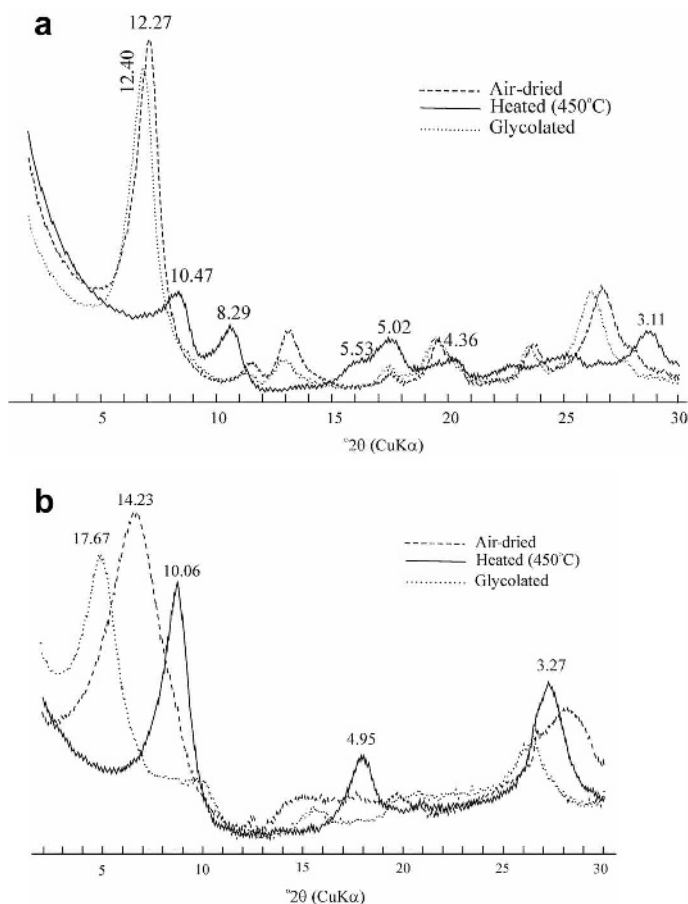 a
12.27
12.40
Air-dried
Heated (450°C)
Glycolated
10.47
8.29
5.53
5.02
4.36
3.11
5 10 16 20 25 30
°2θ (CuKα)
b
14.23
17.67
10.06
Air-dried
Heated (450°C)
Glycolated
3.27
4.95
5 10 15 20 25 30
°2θ (CuKα)